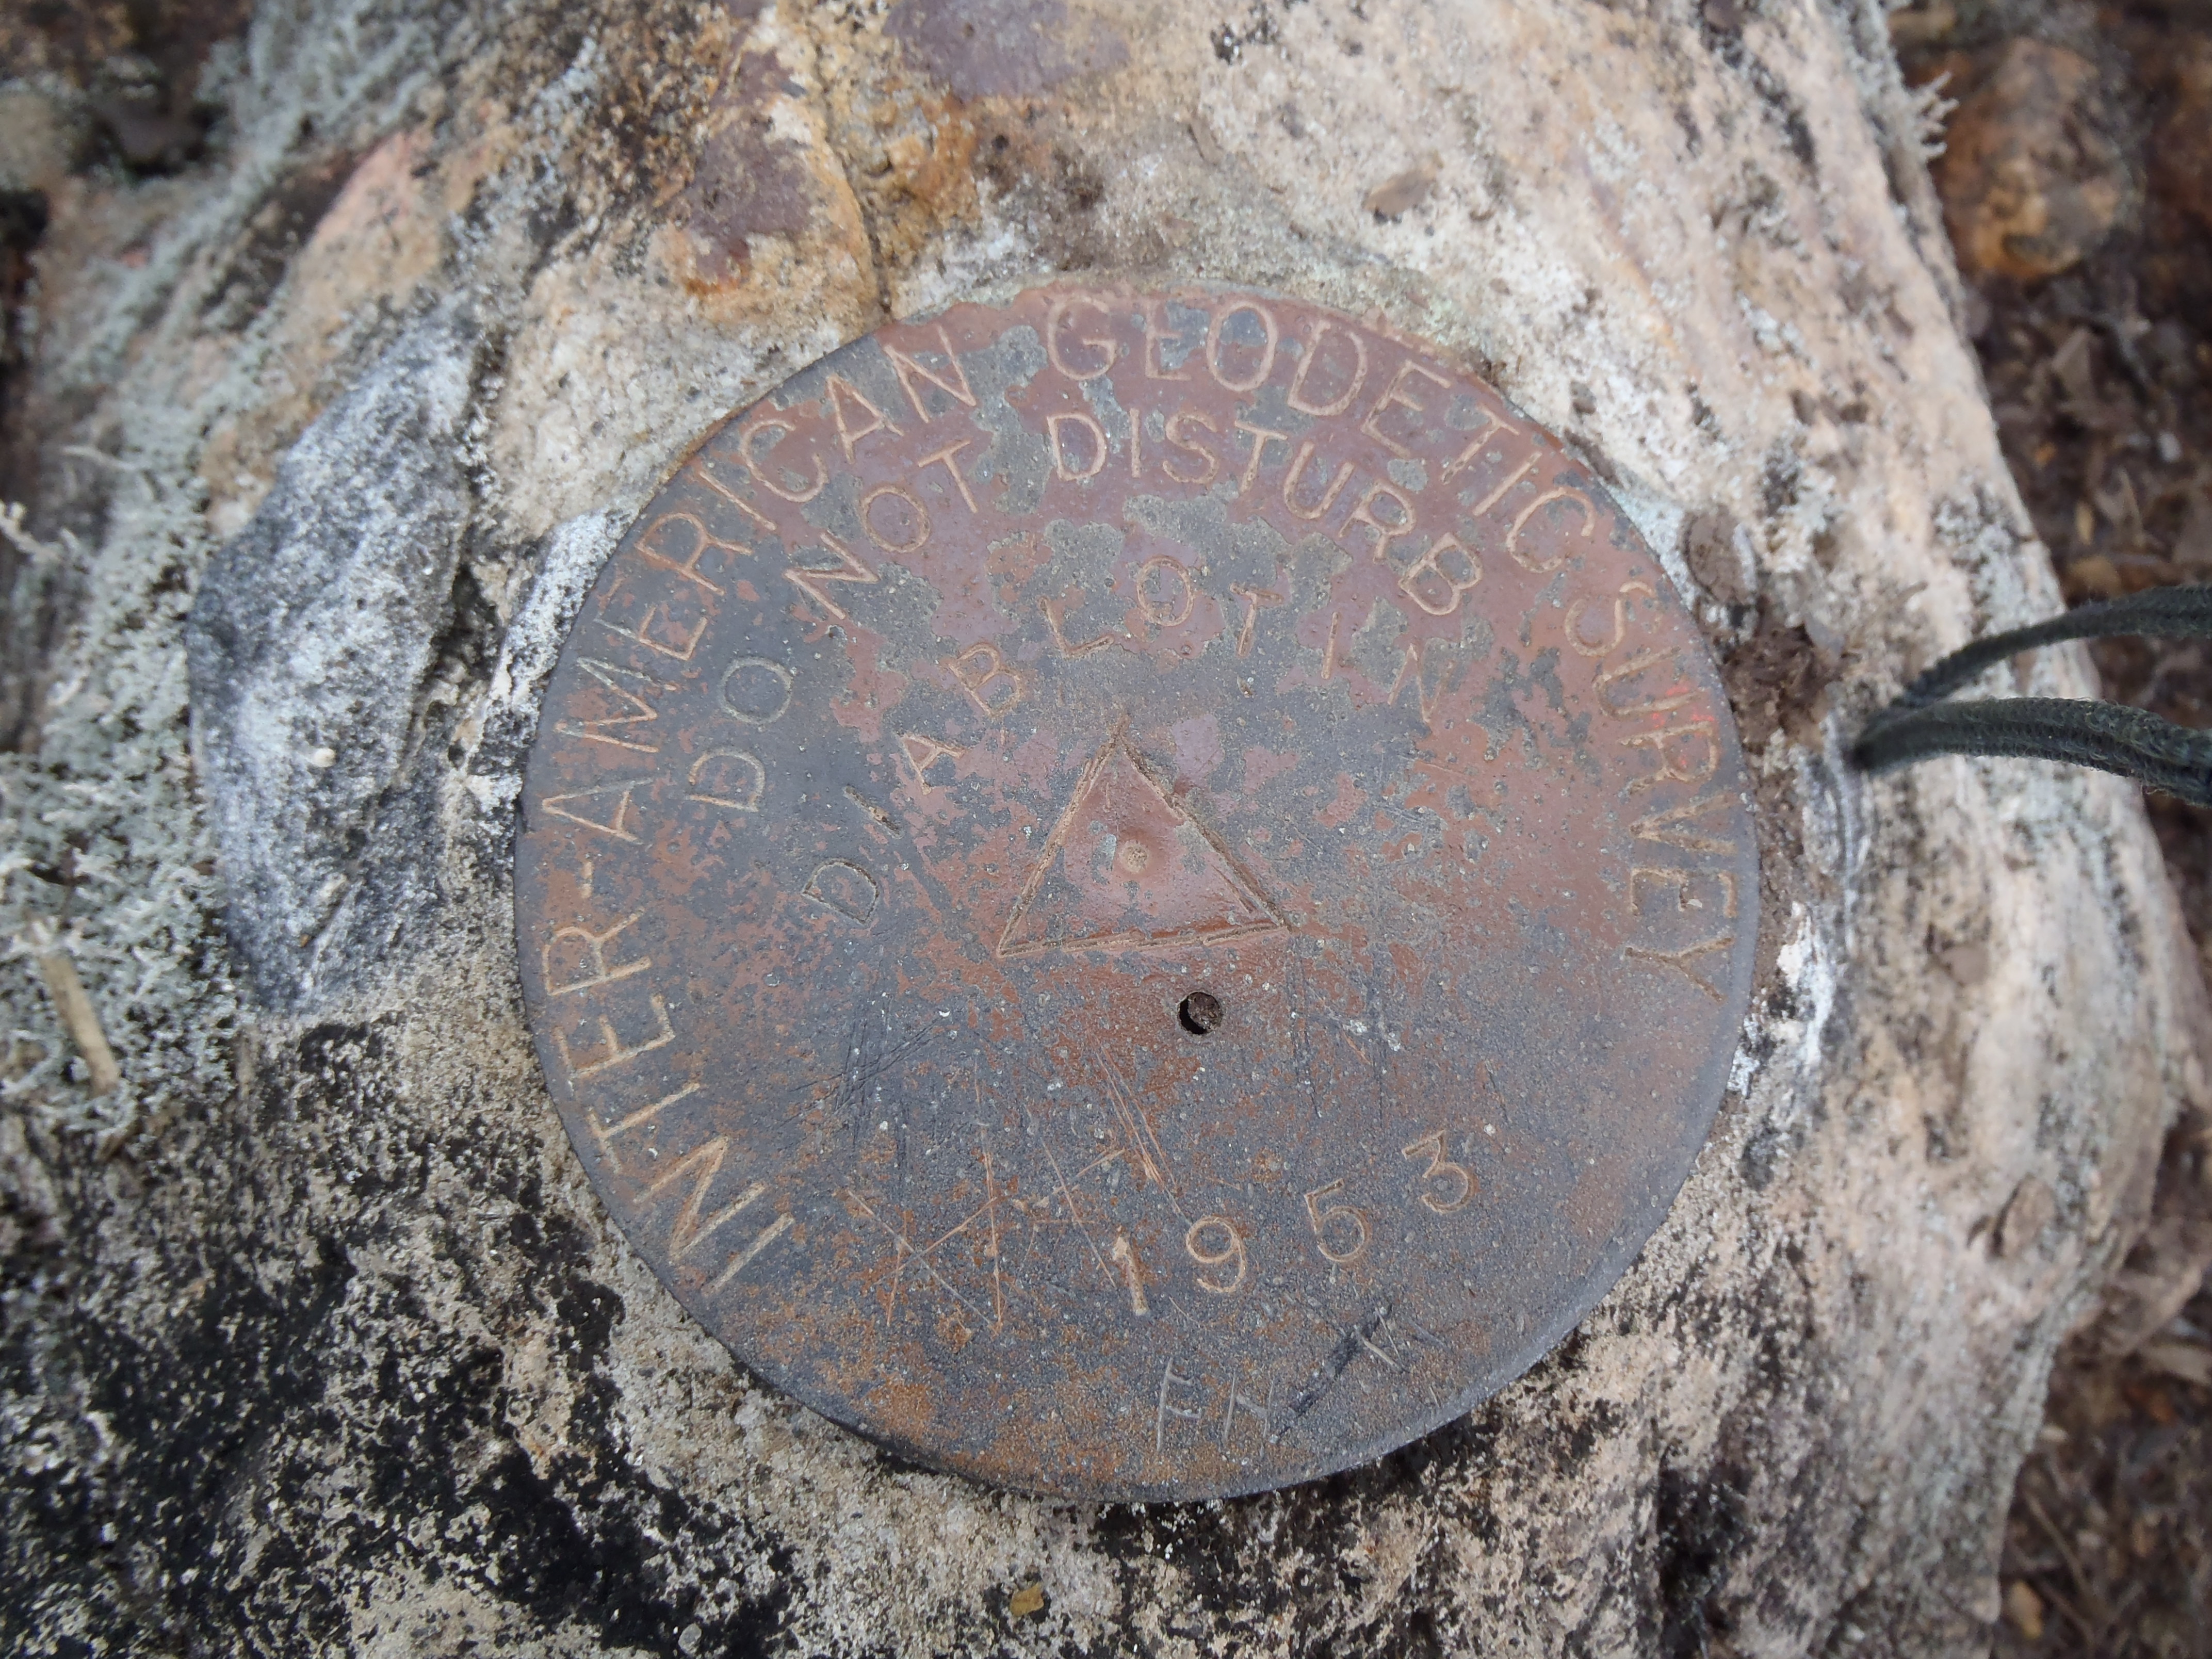 INTER-AMERICAN GEODETIC SURVEY
DO NOT DISTURB
DIABLOTIN
1953